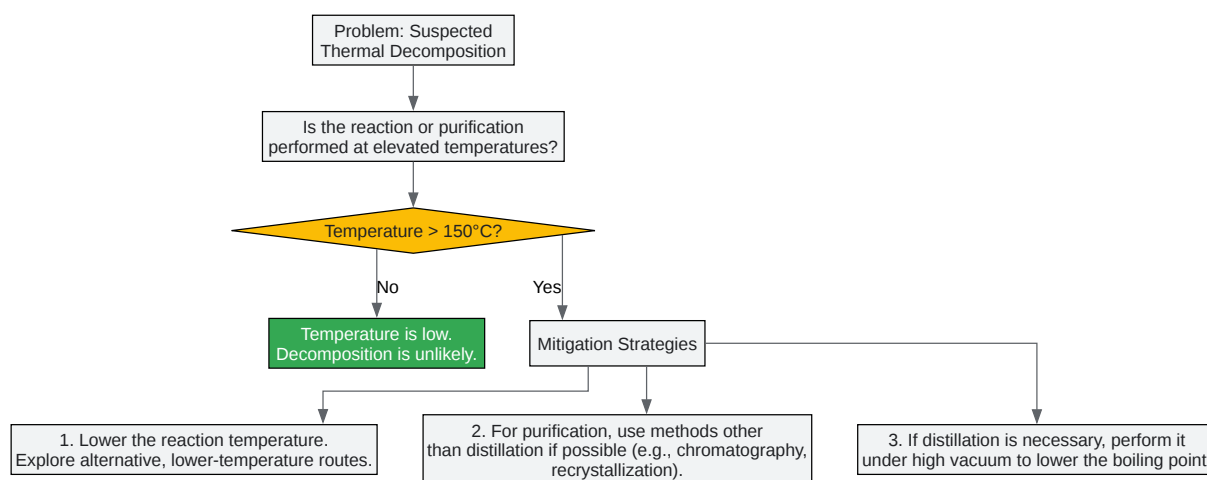 Problem: Suspected
Thermal Decomposition
Is the reaction or purification
performed at elevated temperatures?
Temperature > 150°C?
No
Yes
Temperature is low.
Decomposition is unlikely.
Mitigation Strategies
1. Lower the reaction temperature.
Explore alternative, lower-temperature routes.
2. For purification, use methods other
than distillation if possible (e.g., chromatography,
recrystallization).
3. If distillation is necessary, perform it
under high vacuum to lower the boiling point